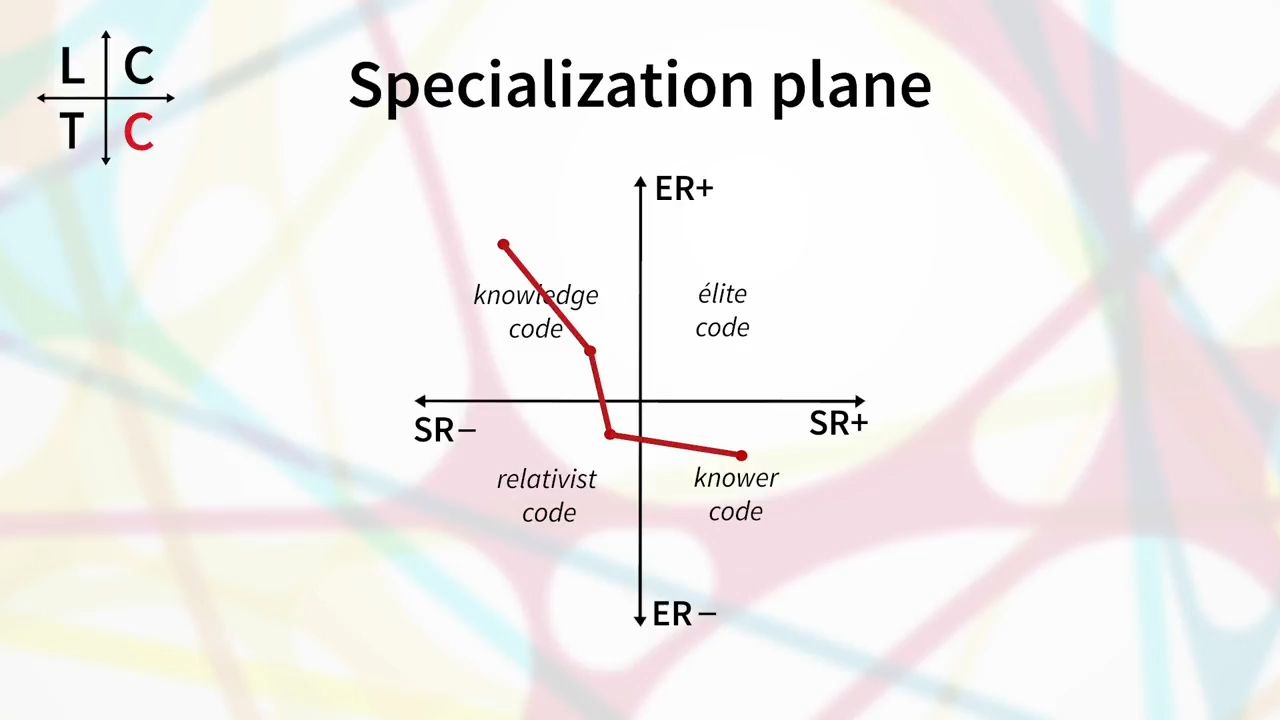 L C
T C
Specialization plane
ER+
knowledge
code
élite
code
SR−
SR+
relativist
code
knower
code
ER−